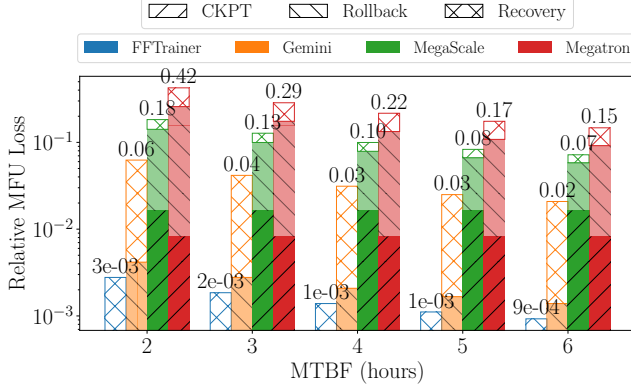 CKPT Rollback Recovery
FFTrainer Gemini MegaScale Megatron
Relative MFU Loss
10⁻¹
10⁻²
10⁻³
3e-03 0.06 0.18 0.42
2e-03 0.04 0.13 0.29
1e-03 0.03 0.10 0.22
1e-03 0.03 0.08 0.17
9e-04 0.02 0.07 0.15
2 3 4 5 6
MTBF (hours)